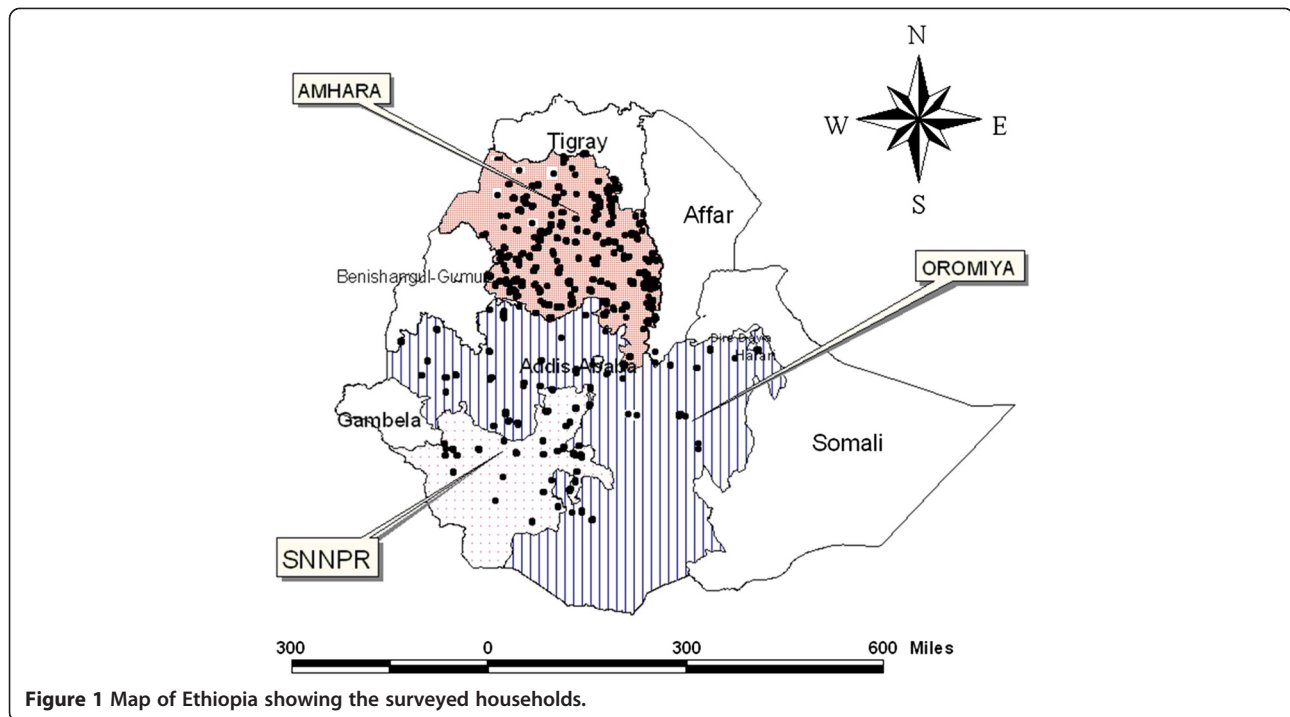 N
AMHARA
Tigray
W
E
S
Affar
OROMIYA
Benishangul-Gumuz
Dire Dawa
Harari
Addis Ababa
Gambela
Somali
SNNPR
300 0 300 600 Miles
Figure 1 Map of Ethiopia showing the surveyed households.